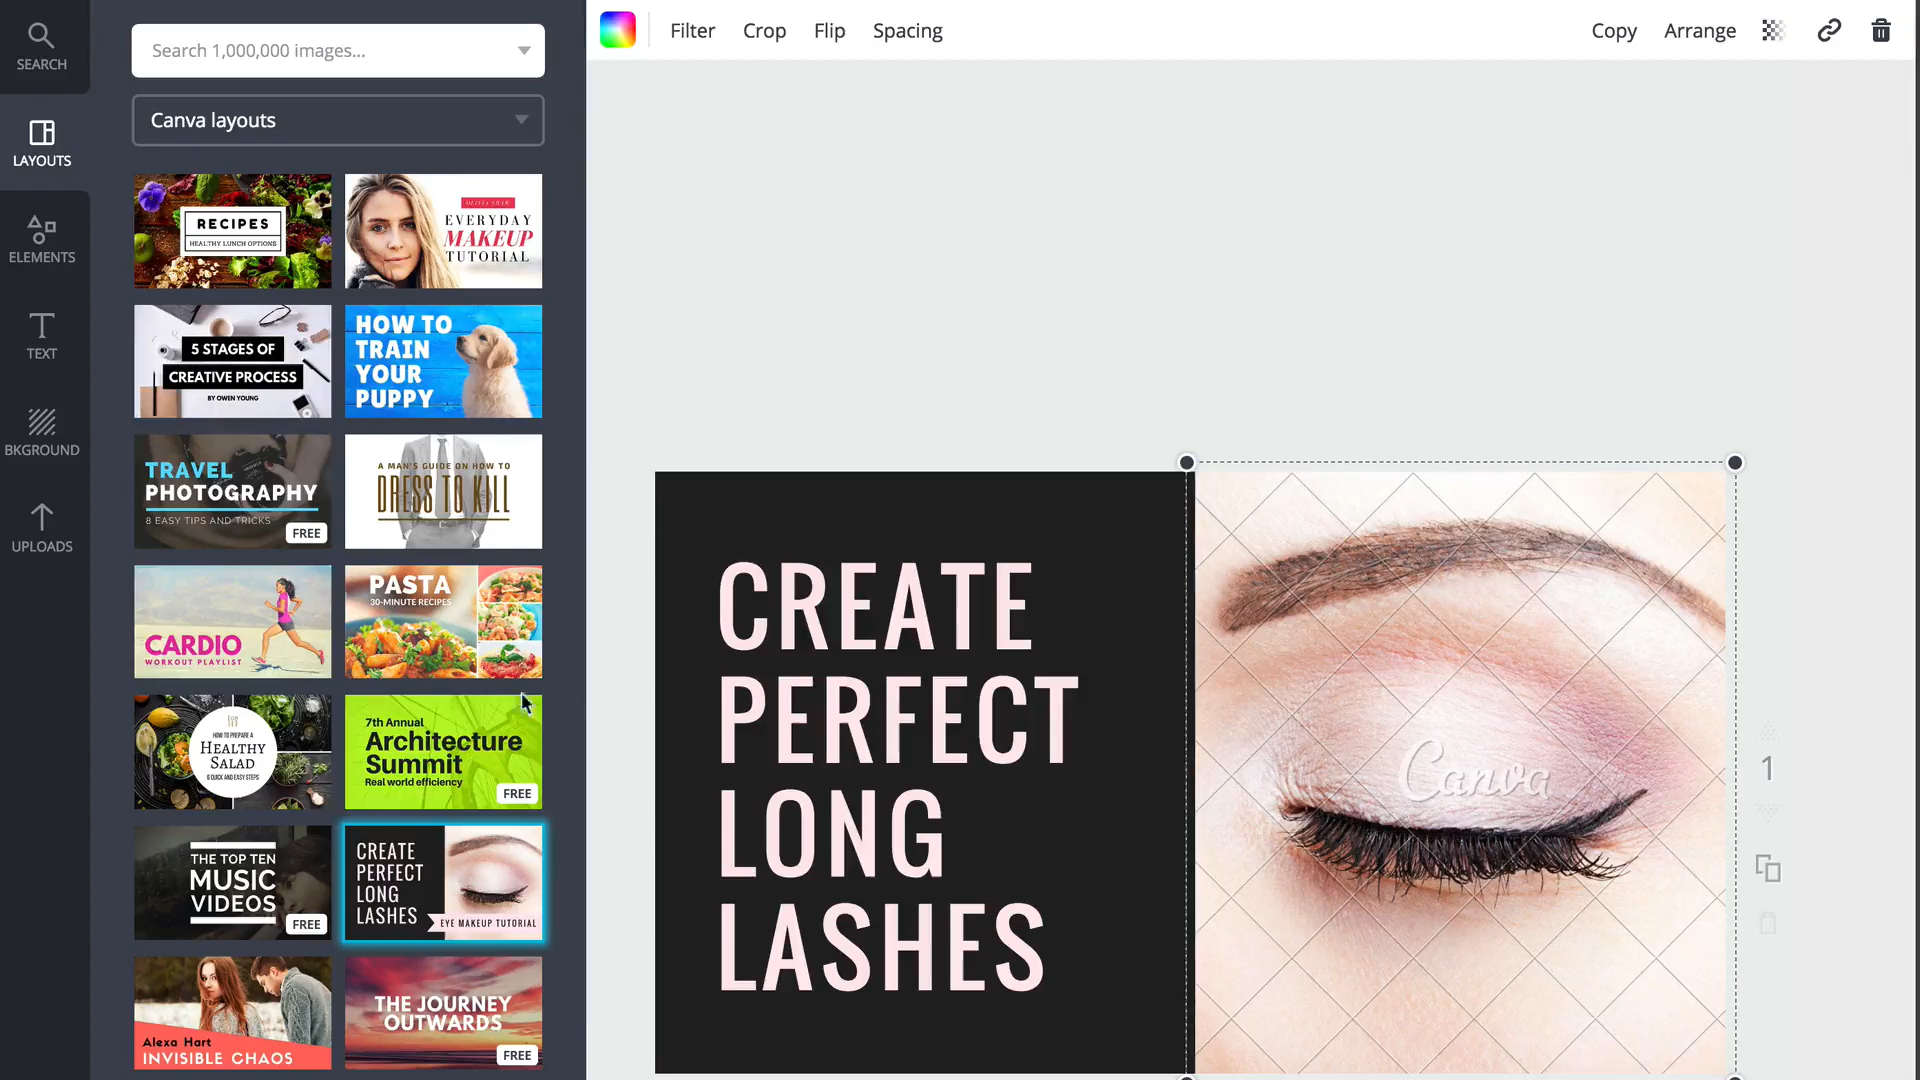 SEARCH
LAYOUTS
ELEMENTS
TEXT
BKGROUND
UPLOADS
Search 1,000,000 images...
Canva layouts
RECIPES
HEALTHY LUNCH OPTIONS
OLIVIA SHAW
EVERYDAY
MAKEUP
TUTORIAL
5 STAGES OF
CREATIVE PROCESS
BY OWEN YOUNG
HOW TO
TRAIN
YOUR
PUPPY
TRAVEL
PHOTOGRAPHY
8 EASY TIPS AND TRICKS
FREE
A MAN'S GUIDE ON HOW TO
DRESS TO KILL
CARDIO
WORKOUT PLAYLIST
PASTA
30-MINUTE RECIPES
HOW TO PREPARE A
HEALTHY
SALAD
6 QUICK AND EASY STEPS
7th Annual
Architecture
Summit
Real world efficiency
FREE
THE TOP TEN
MUSIC
VIDEOS
FREE
CREATE
PERFECT
LONG
LASHES
EYE MAKEUP TUTORIAL
Alexa Hart
INVISIBLE CHAOS
THE JOURNEY
OUTWARDS
FREE
Filter Crop Flip Spacing
Copy Arrange
CREATE
PERFECT
LONG
LASHES
Canva
1